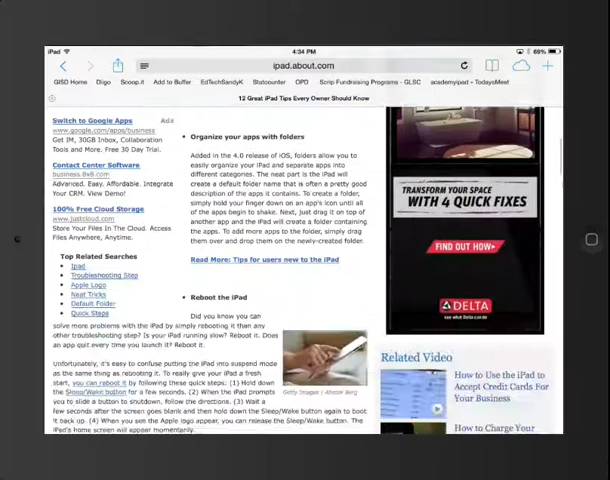 iPad
4:34 PM
69%
ipad.about.com
GISD Home Diigo Scoop.it Add to Buffer EdTechSandyK Statcounter OPO Scrip Fundraising Programs - GLSC academyipad - TodaysMeet
12 Great iPad Tips Every Owner Should Know
Switch to Google Apps
Ads
www.google.com/apps/business
Get IM, 30GB Inbox, Collaboration
Tools and More. Free 30 Day Trial.
Contact Center Software
business.8x8.com
Advanced. Easy. Affordable. Integrate
Your CRM. View Demo!
100% Free Cloud Storage
www.justcloud.com
Store Your Files In The Cloud. Access
Files Anywhere, Anytime.
Top Related Searches
• Ipad
• Troubleshooting Step
• Apple Logo
• Neat Tricks
• Default Folder
• Quick Steps
• Organize your apps with folders
Added in the 4.0 release of iOS, folders allow you to
easily organize your iPad and separate apps into
different categories. The neat part is the iPad will
create a default folder name that is often a pretty good
description of the apps it contains. To create a folder,
simply hold your finger down on an app's icon until all
of the apps begin to shake. Next, just drag it on top of
another app and the iPad will create a folder containing
the apps. To add more apps to the folder, simply drag
them over and drop them on the newly-created folder.
Read More: Tips for users new to the iPad
• Reboot the iPad
Did you know you can
solve more problems with the iPad by simply rebooting it than any
other troubleshooting step? Is your iPad running slow? Reboot it. Does
an app quit every time you launch it? Reboot it.
Unfortunately, it's easy to confuse putting the iPad into suspend mode
as the same thing as rebooting it. To really give your iPad a fresh
start, you can reboot it by following these quick steps: (1) Hold down
the Sleep/Wake button for a few seconds. (2) When the iPad prompts
you to slide a button to shutdown, follow the directions. (3) Wait a
few seconds after the screen goes blank and then hold down the Sleep/Wake button again to boot
it back up. (4) When you see the Apple logo appear, you can release the Sleep/Wake button. The
iPad's home screen will appear momentarily.
Getty Images / Alistair Berg
TRANSFORM YOUR SPACE
WITH 4 QUICK FIXES
FIND OUT HOW
DELTA
see what Delta can do
Related Video
How to Use the iPad to
Accept Credit Cards For
Your Business
How to Charge Your